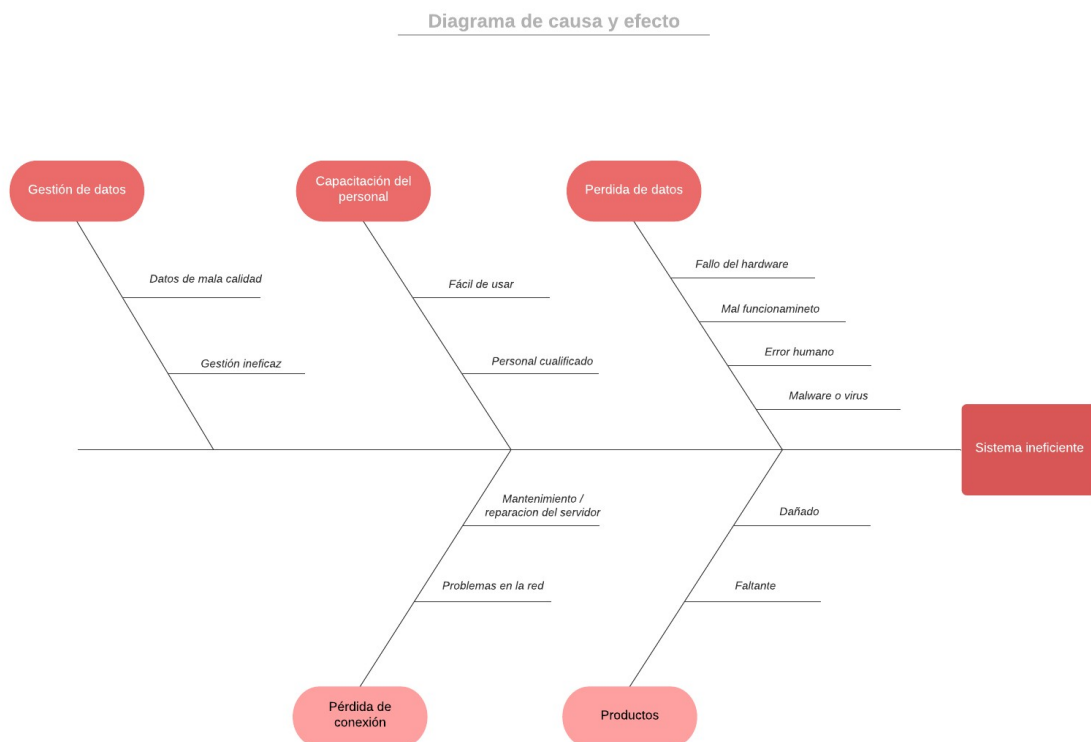 Diagrama de causa y efecto
Gestión de datos
Capacitación del
personal
Perdida de datos
Datos de mala calidad
Gestión ineficaz
Fácil de usar
Personal cualificado
Fallo del hardware
Mal funcionamineto
Error humano
Malware o virus
Sistema ineficiente
Mantenimiento /
reparacion del servidor
Problemas en la red
Dañado
Faltante
Pérdida de
conexión
Productos